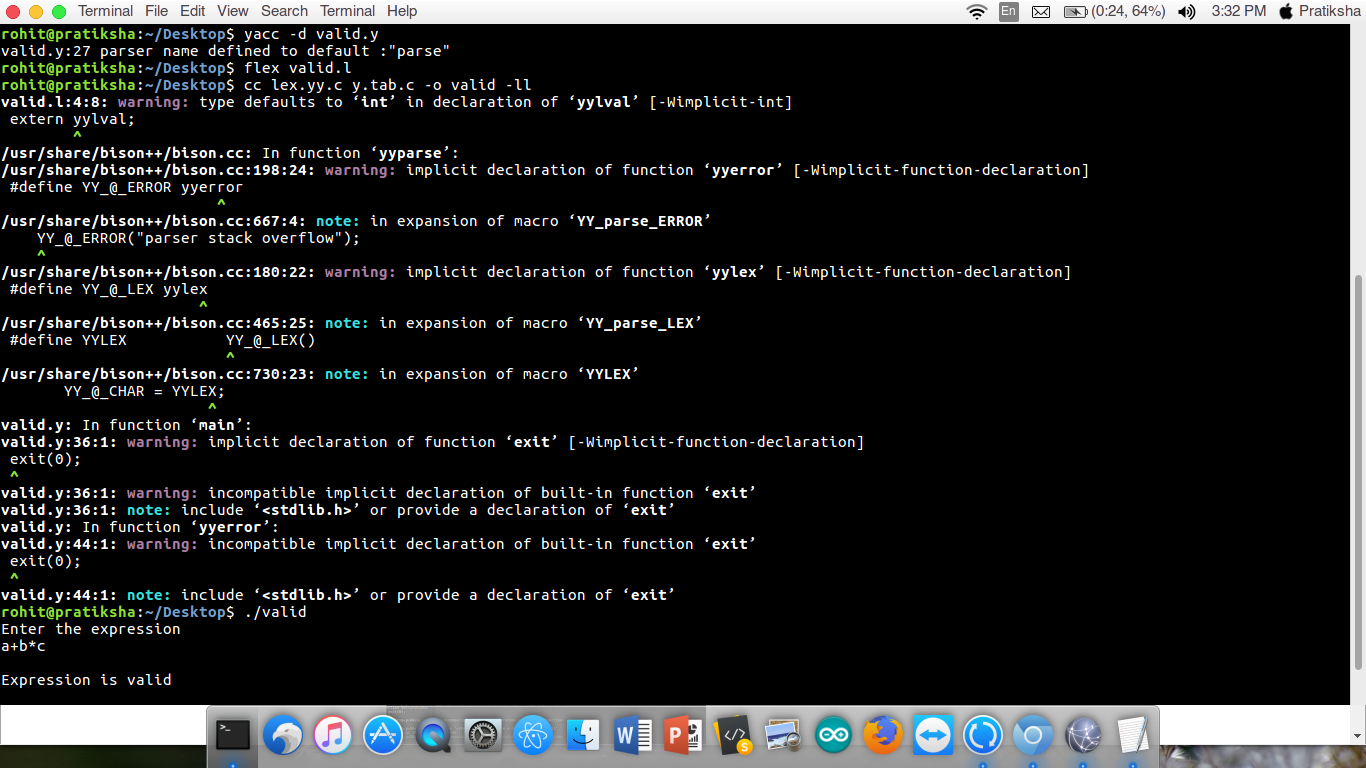 Terminal File Edit View Search Terminal Help En (0:24, 64%) 3:32 PM Pratiksha
rohit@pratiksha:~/Desktop$ yacc -d valid.y
valid.y:27 parser name defined to default :"parse"
rohit@pratiksha:~/Desktop$ flex valid.l
rohit@pratiksha:~/Desktop$ cc lex.yy.c y.tab.c -o valid -ll
valid.l:4:8: warning: type defaults to ‘int’ in declaration of ‘yylval’ [-Wimplicit-int]
 extern yylval;
        ^
/usr/share/bison++/bison.cc: In function ‘yyparse’:
/usr/share/bison++/bison.cc:198:24: warning: implicit declaration of function ‘yyerror’ [-Wimplicit-function-declaration]
 #define YY_@_ERROR yyerror
                        ^
/usr/share/bison++/bison.cc:667:4: note: in expansion of macro ‘YY_parse_ERROR’
    YY_@_ERROR("parser stack overflow");
    ^
/usr/share/bison++/bison.cc:180:22: warning: implicit declaration of function ‘yylex’ [-Wimplicit-function-declaration]
 #define YY_@_LEX yylex
                      ^
/usr/share/bison++/bison.cc:465:25: note: in expansion of macro ‘YY_parse_LEX’
 #define YYLEX           YY_@_LEX()
                         ^
/usr/share/bison++/bison.cc:730:23: note: in expansion of macro ‘YYLEX’
       YY_@_CHAR = YYLEX;
                       ^
valid.y: In function ‘main’:
valid.y:36:1: warning: implicit declaration of function ‘exit’ [-Wimplicit-function-declaration]
 exit(0);
 ^
valid.y:36:1: warning: incompatible implicit declaration of built-in function ‘exit’
valid.y:36:1: note: include ‘<stdlib.h>’ or provide a declaration of ‘exit’
valid.y: In function ‘yyerror’:
valid.y:44:1: warning: incompatible implicit declaration of built-in function ‘exit’
 exit(0);
 ^
valid.y:44:1: note: include ‘<stdlib.h>’ or provide a declaration of ‘exit’
rohit@pratiksha:~/Desktop$ ./valid
Enter the expression
a+b*c
Expression is valid